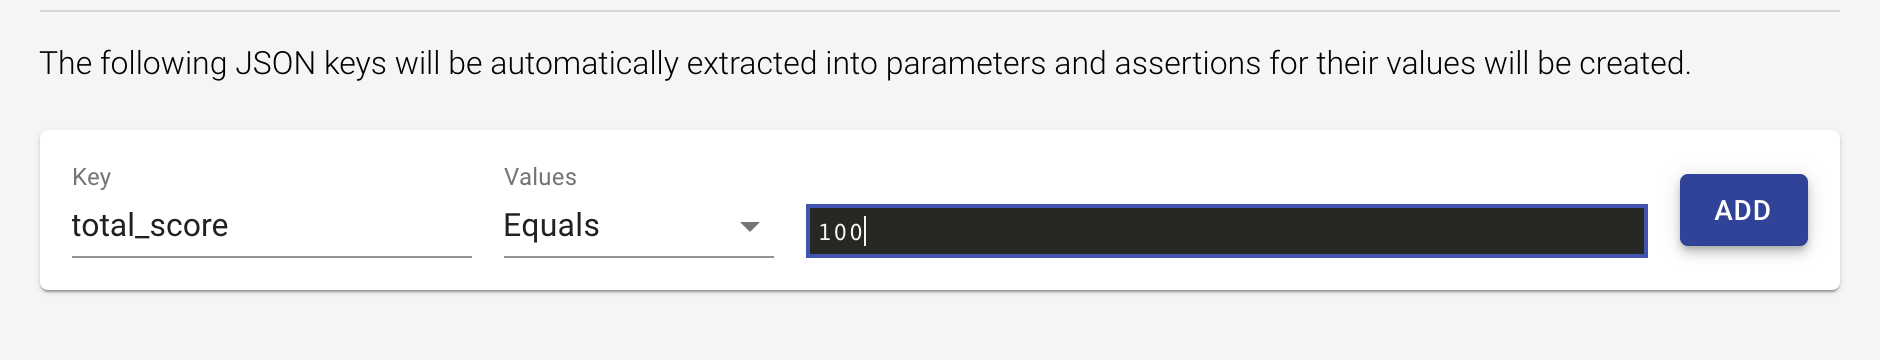 The following JSON keys will be automatically extracted into parameters and assertions for their values will be created.
Key
total_score
Values
Equals
100
ADD